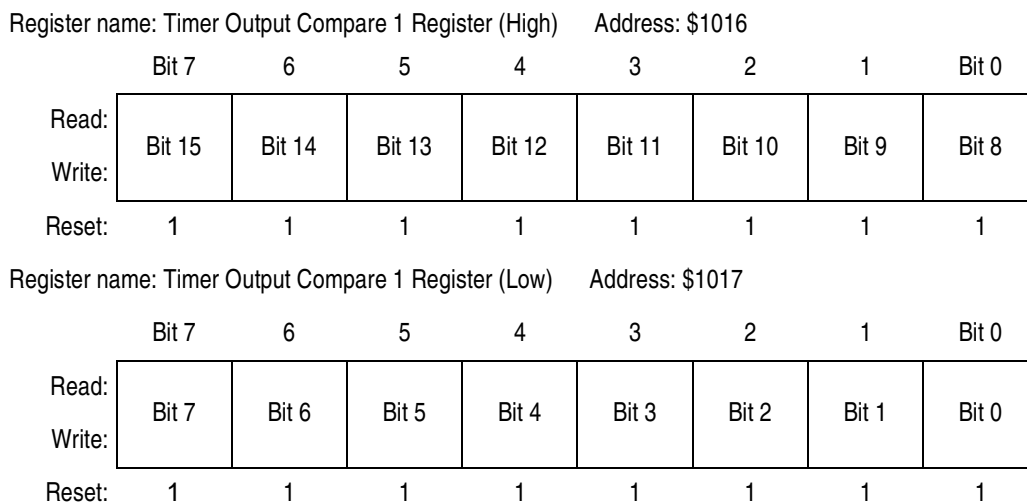 Register name: Timer Output Compare 1 Register (High) Address: $1016
Bit 7 6 5 4 3 2 1 Bit 0
Read:
Bit 15 Bit 14 Bit 13 Bit 12 Bit 11 Bit 10 Bit 9 Bit 8
Write:
Reset: 1 1 1 1 1 1 1 1
Register name: Timer Output Compare 1 Register (Low) Address: $1017
Bit 7 6 5 4 3 2 1 Bit 0
Read:
Bit 7 Bit 6 Bit 5 Bit 4 Bit 3 Bit 2 Bit 1 Bit 0
Write:
Reset: 1 1 1 1 1 1 1 1